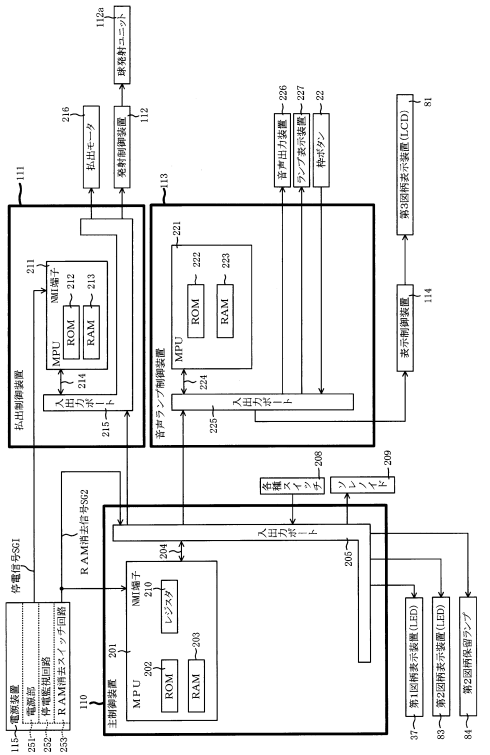 電源装置
115
電源部
251
停電監視回路
252
RAM消去スイッチ回路
253
停電信号SG1
RAM消去信号SG2
払出制御装置
111
211
MPU
NMI端子
ROM
212
RAM
213
214
入出力ポート
215
払出モータ
216
発射制御装置
112
球発射ユニット
112a
主制御装置
110
201
MPU
NMI端子
ROM
202
RAM
203
レジスタ
210
204
入出力ポート
205
各種スイッチ
208
ソレノイド
209
音声ランプ制御装置
113
221
MPU
ROM
222
RAM
223
224
入出力ポート
225
音声出力装置
226
ランプ表示装置
227
枠ボタン
22
表示制御装置
114
第3図柄表示装置(LCD)
81
第1図柄表示装置(LED)
37
第2図柄表示装置(LED)
83
第2図柄保留ランプ
84